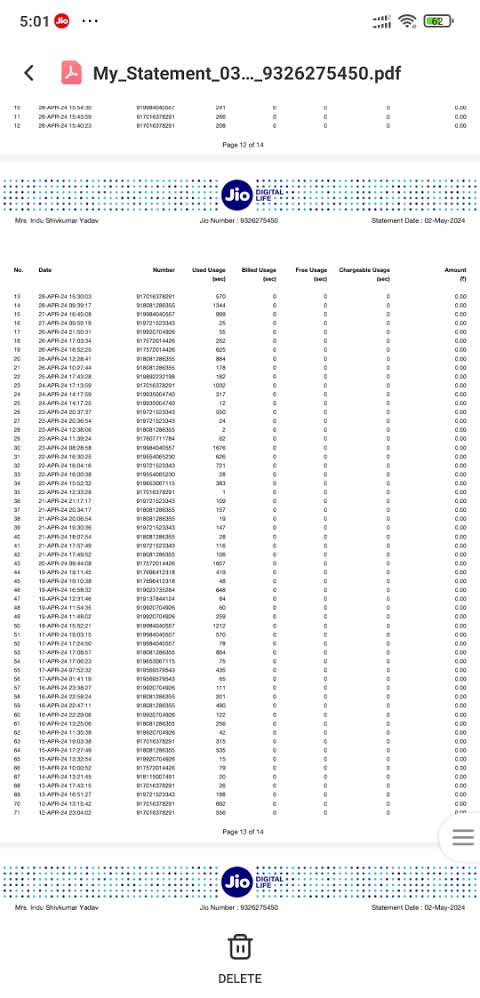 5:01 Jio ... 62
My_Statement_03..._9326275450.pdf
10 28-APR-24 15:54:30 919984040557 241 0 0 0 0.00
11 28-APR-24 15:43:59 917016378291 266 0 0 0 0.00
12 28-APR-24 15:40:23 917016378291 208 0 0 0 0.00
Page 12 of 14
Jio DIGITAL LIFE
Mrs. Indu Shivkumar Yadav Jio Number : 9326275450 Statement Date : 02-May-2024
No. Date Number Used Usage Billed Usage Free Usage Chargeable Usage Amount
(sec) (sec) (sec) (sec) (₹)
13 28-APR-24 15:30:03 917016378291 570 0 0 0 0.00
14 28-APR-24 09:39:17 918081286355 1344 0 0 0 0.00
15 27-APR-24 16:45:08 919984040557 999 0 0 0 0.00
16 27-APR-24 09:55:19 919721523343 25 0 0 0 0.00
17 26-APR-24 21:50:31 919920704926 55 0 0 0 0.00
18 26-APR-24 17:03:34 917572014426 252 0 0 0 0.00
19 26-APR-24 16:52:25 917572014426 625 0 0 0 0.00
20 26-APR-24 12:28:41 918081286355 864 0 0 0 0.00
21 26-APR-24 10:27:44 918081286355 178 0 0 0 0.00
22 25-APR-24 17:43:28 919892232198 182 0 0 0 0.00
23 24-APR-24 17:13:59 917016378291 1032 0 0 0 0.00
24 24-APR-24 14:17:59 919935004740 317 0 0 0 0.00
25 24-APR-24 14:17:25 919935004740 12 0 0 0 0.00
26 23-APR-24 20:37:37 919721523343 550 0 0 0 0.00
27 23-APR-24 20:36:54 919721523343 24 0 0 0 0.00
28 23-APR-24 12:38:06 918081286355 2 0 0 0 0.00
29 23-APR-24 11:39:24 917607711784 62 0 0 0 0.00
30 23-APR-24 08:28:58 919984040557 1676 0 0 0 0.00
31 22-APR-24 16:30:25 919554065230 626 0 0 0 0.00
32 22-APR-24 16:04:16 919721523343 721 0 0 0 0.00
33 22-APR-24 16:00:38 919554065230 28 0 0 0 0.00
34 22-APR-24 15:52:32 919653067115 383 0 0 0 0.00
35 22-APR-24 12:33:28 917016378291 1 0 0 0 0.00
36 21-APR-24 21:17:17 919721523343 109 0 0 0 0.00
37 21-APR-24 20:34:17 918081286355 157 0 0 0 0.00
38 21-APR-24 20:06:54 918081286355 19 0 0 0 0.00
39 21-APR-24 19:30:36 919721523343 147 0 0 0 0.00
40 21-APR-24 18:07:54 918081286355 28 0 0 0 0.00
41 21-APR-24 17:57:49 919721523343 116 0 0 0 0.00
42 21-APR-24 17:49:52 918081286355 106 0 0 0 0.00
43 20-APR-24 09:44:08 917572014426 1657 0 0 0 0.00
44 19-APR-24 19:11:45 917696412318 419 0 0 0 0.00
45 19-APR-24 19:10:38 917696412318 48 0 0 0 0.00
46 19-APR-24 16:58:32 919023735284 648 0 0 0 0.00
47 19-APR-24 12:31:46 919137844124 64 0 0 0 0.00
48 19-APR-24 11:54:35 919920704926 60 0 0 0 0.00
49 19-APR-24 11:48:02 919920704926 259 0 0 0 0.00
50 18-APR-24 15:52:21 919984040557 1212 0 0 0 0.00
51 17-APR-24 18:03:15 919984040557 570 0 0 0 0.00
52 17-APR-24 17:24:50 919984040557 78 0 0 0 0.00
53 17-APR-24 17:08:57 918081286355 884 0 0 0 0.00
54 17-APR-24 17:06:23 919653067115 75 0 0 0 0.00
55 17-APR-24 07:52:32 919569579543 435 0 0 0 0.00
56 17-APR-24 01:41:19 919569579543 65 0 0 0 0.00
57 16-APR-24 23:38:27 919920704926 111 0 0 0 0.00
58 16-APR-24 22:58:24 918081286355 201 0 0 0 0.00
59 16-APR-24 22:47:11 918081286355 490 0 0 0 0.00
60 16-APR-24 22:29:06 919920704926 122 0 0 0 0.00
61 16-APR-24 13:25:06 918081286355 256 0 0 0 0.00
62 16-APR-24 11:35:38 919920704926 42 0 0 0 0.00
63 15-APR-24 19:03:38 917016378291 315 0 0 0 0.00
64 15-APR-24 17:27:49 918081286355 535 0 0 0 0.00
65 15-APR-24 13:32:54 919920704926 15 0 0 0 0.00
66 15-APR-24 10:00:52 917572014426 79 0 0 0 0.00
67 14-APR-24 13:21:45 918115007491 20 0 0 0 0.00
68 13-APR-24 17:43:15 917016378291 26 0 0 0 0.00
69 13-APR-24 16:51:27 919721523343 188 0 0 0 0.00
70 13-APR-24 13:15:42 917016378291 692 0 0 0 0.00
71 12-APR-24 23:04:02 917016378291 556 0 0 0 0.00
Page 13 of 14
Jio DIGITAL LIFE
Mrs. Indu Shivkumar Yadav Jio Number : 9326275450 Statement Date : 02-May-2024
DELETE